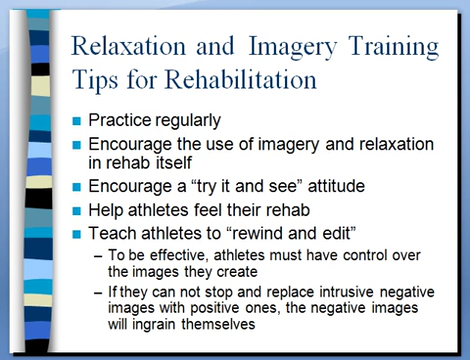 Relaxation and Imagery Training
Tips for Rehabilitation
Practice regularly
Encourage the use of imagery and relaxation
in rehab itself
Encourage a “try it and see” attitude
Help athletes feel their rehab
Teach athletes to “rewind and edit”
– To be effective, athletes must have control over
the images they create
– If they can not stop and replace intrusive negative
images with positive ones, the negative images
will ingrain themselves